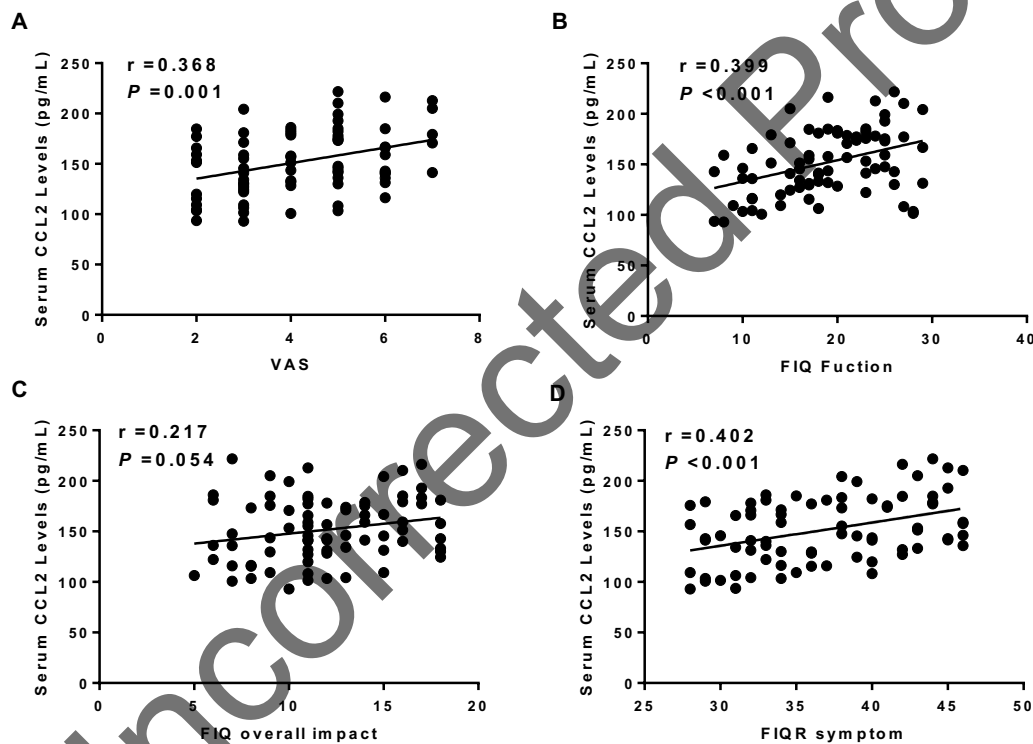 A
r =0.368
P =0.001
Serum CCL2 Levels (pg/mL)
250
200
150
100
50
0
0 2 4 6 8
VAS
B
r =0.399
P <0.001
Serum CCL2 Levels (pg/mL)
250
200
150
100
50
0
0 10 20 30 40
FIQ Fuction
C
r =0.217
P =0.054
Serum CCL2 Levels (pg/mL)
250
200
150
100
50
0
0 5 10 15 20
FIQ overall impact
D
r =0.402
P <0.001
Serum CCL2 Levels (pg/mL)
250
200
150
100
50
0
25 30 35 40 45 50
FIQR symptom
Uncorrected Pro